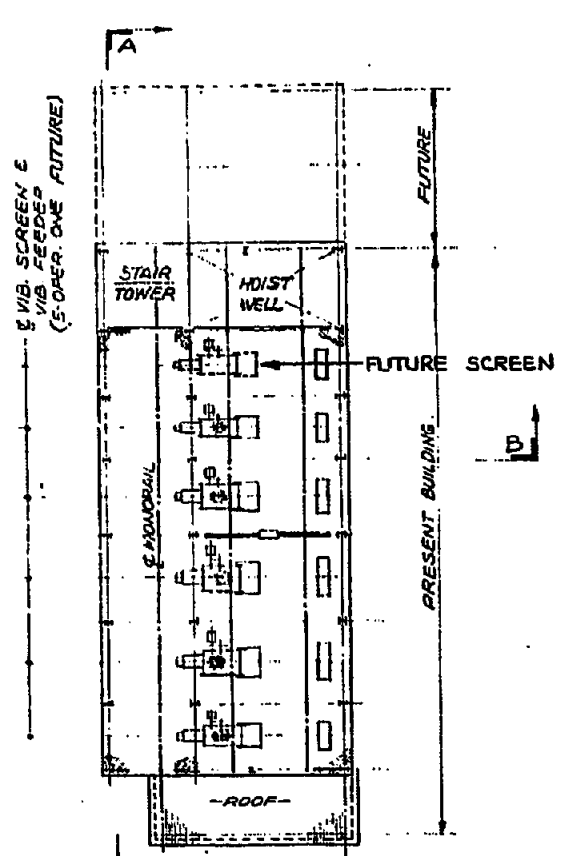 A
FUTURE
℄ VIB. SCREEN &
VIB FEEDER
(5-OPER. ONE FUTURE)
STAIR
TOWER
HOIST
WELL
FUTURE SCREEN
B
℄ MONORAIL
PRESENT BUILDING
-ROOF-